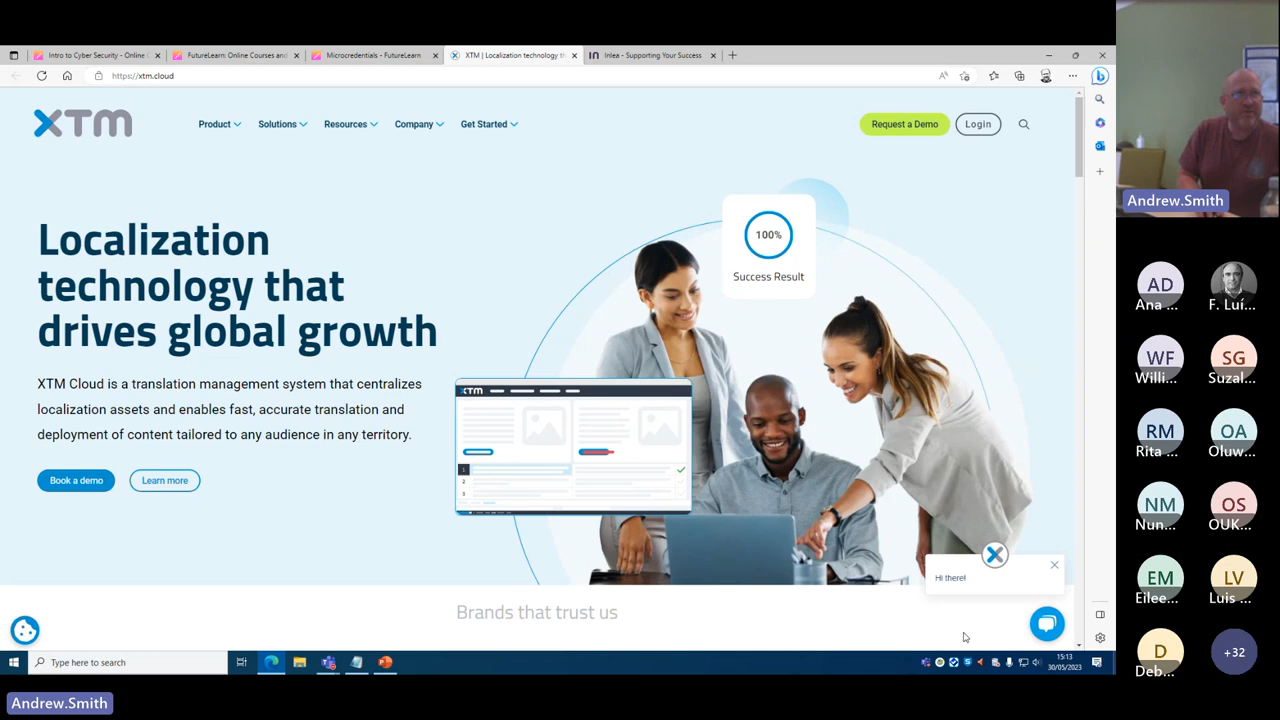 Intro to Cyber Security - Online
FutureLearn: Online Courses and
Microcredentials - FutureLearn
XTM | Localization technology th
Inlea - Supporting Your Success
https://xtm.cloud
XTM
Product
Solutions
Resources
Company
Get Started
Request a Demo
Login
Localization
technology that
drives global growth
100%
Success Result
XTM Cloud is a translation management system that centralizes
localization assets and enables fast, accurate translation and
deployment of content tailored to any audience in any territory.
Book a demo
Learn more
XTM
1
2
3
Hi there!
Brands that trust us
Type here to search
15:13
30/05/2023
Andrew.Smith
Andrew.Smith
AD
Ana ...
F. Luí...
WF
Willi...
SG
Suzal...
RM
Rita ...
OA
Oluw...
NM
Nun...
OS
OUK...
EM
Eilee...
LV
Luis ...
D
Deb...
+32